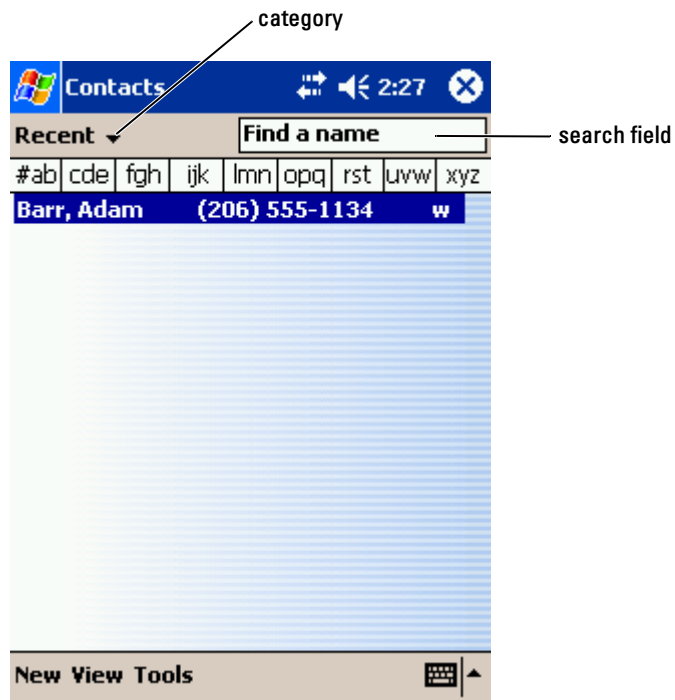 category
Contacts 2:27
Recent Find a name
search field
#ab cde fgh ijk lmn opq rst uvw xyz
Barr, Adam (206) 555-1134 w
New View Tools